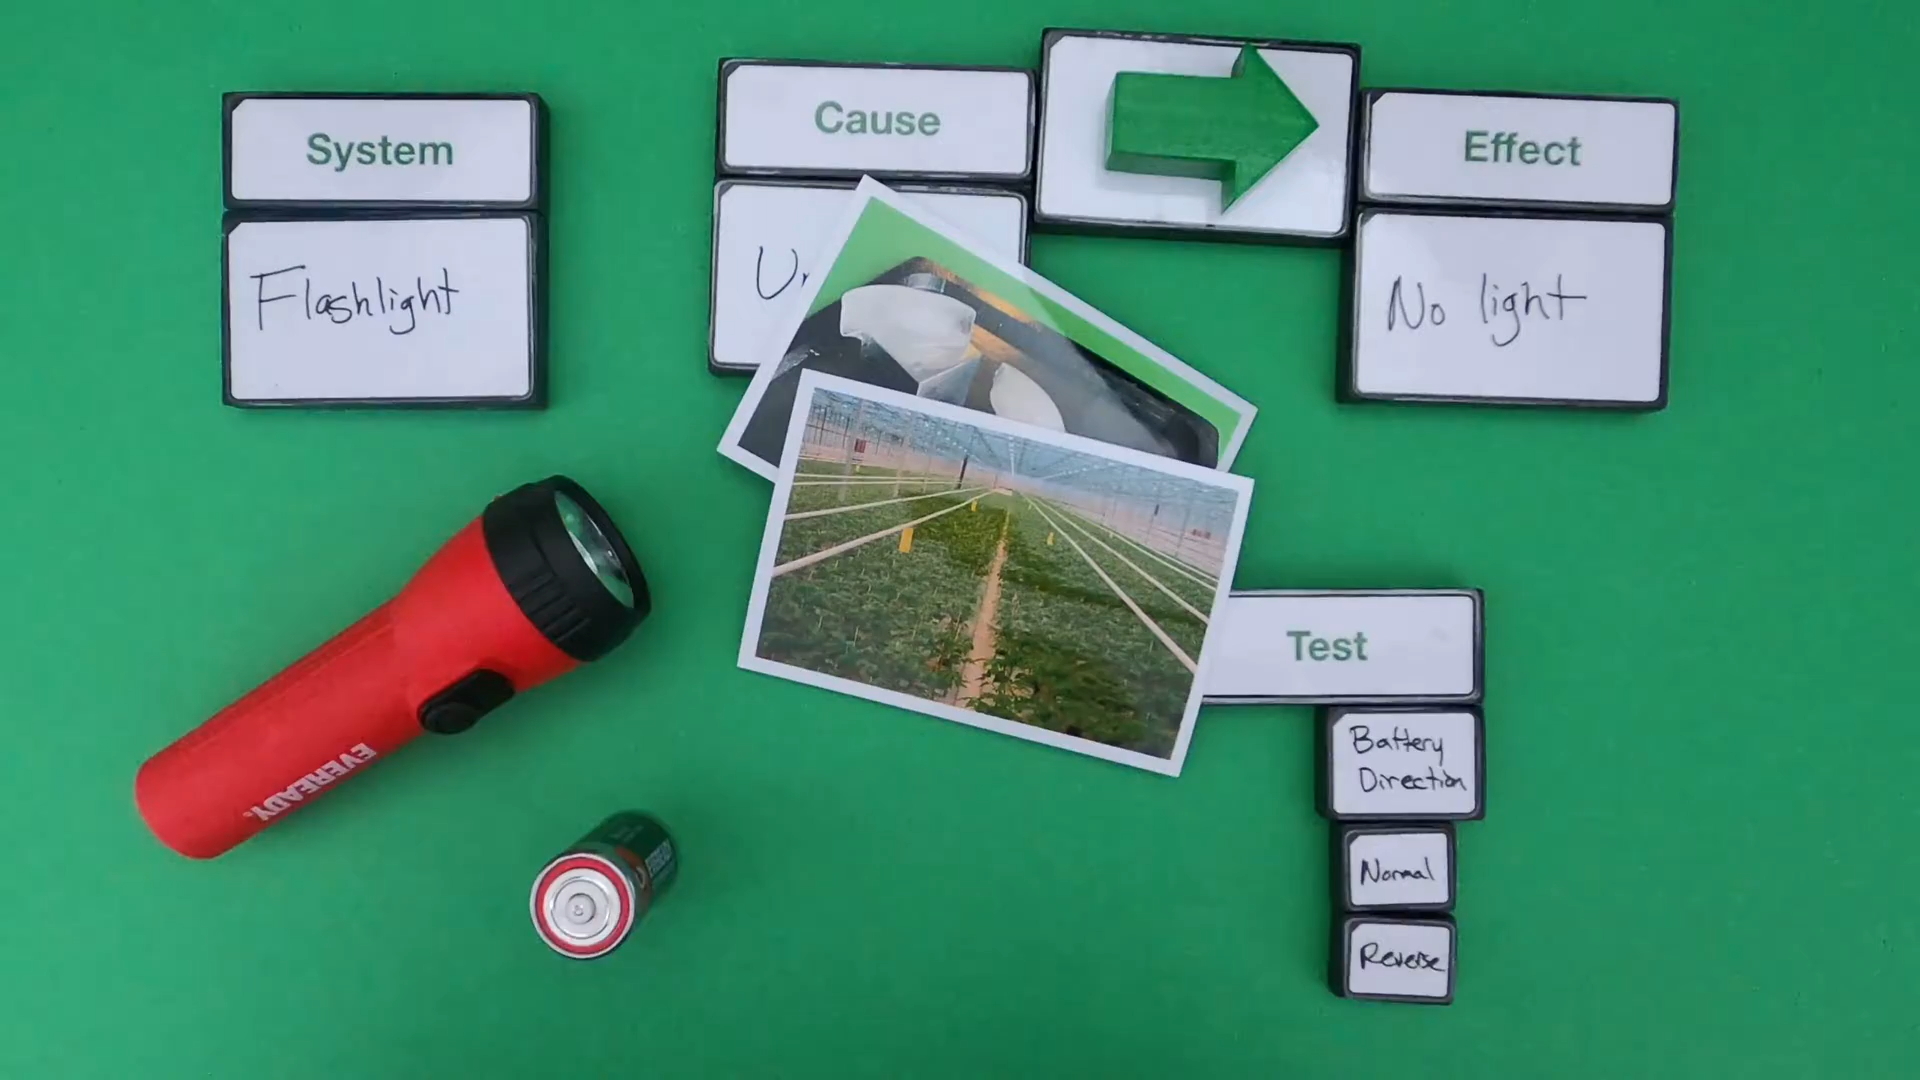 System
Flashlight
Cause
Effect
No light
EVEREADY
Test
Battery
Direction
Normal
Reverse